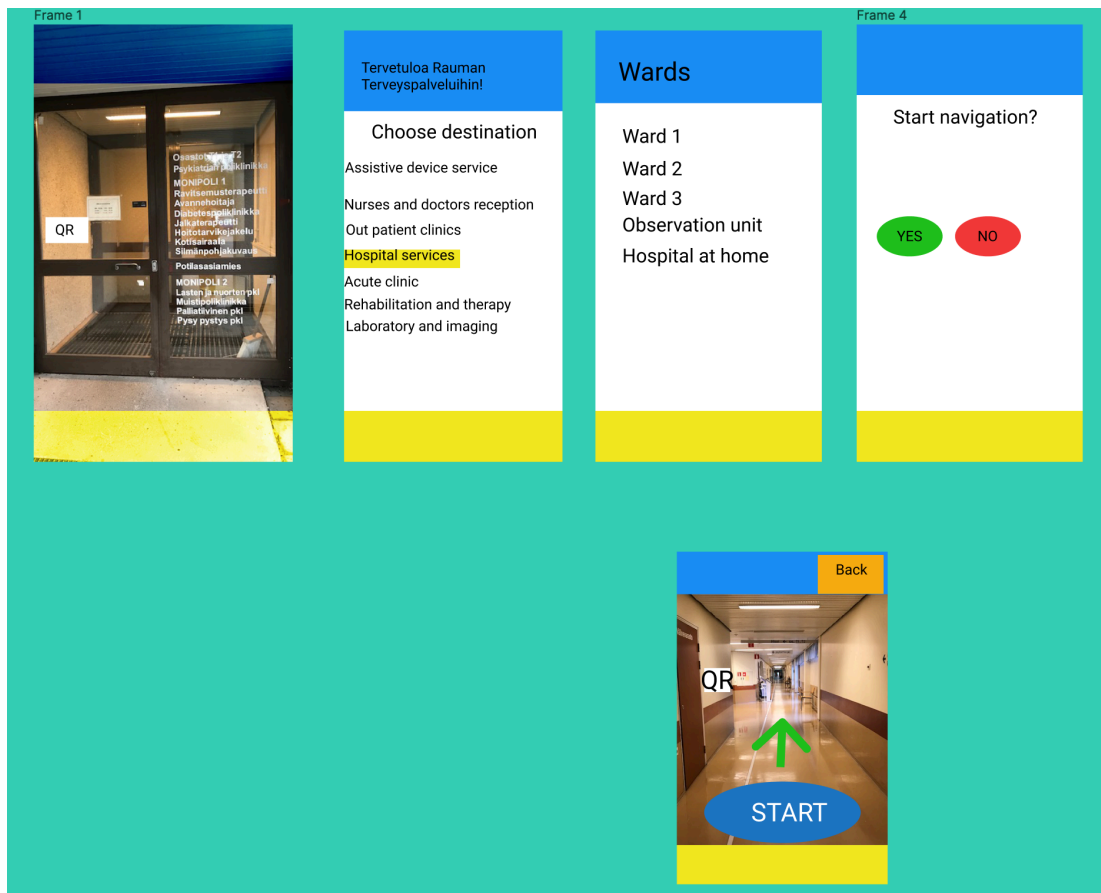 Frame 1
QR
Osastot T1 ja T2
Psykiatrian poliklinikka
MONIPOLI 1
Ravitsemusterapeutti
Avannehoitaja
Diabetespoliklinikka
Jalkaterapeutti
Hoitotarvikejakelu
Kotisairaala
Silmänpohjakuvaus
Potilasasiamies
MONIPOLI 2
Lasten ja nuorten pkl
Muistipoliklinikka
Palliatiivinen pkl
Pysy pystys pkl
Tervetuloa Rauman
Terveyspalveluihin!
Choose destination
Assistive device service
Nurses and doctors reception
Out patient clinics
Hospital services
Acute clinic
Rehabilitation and therapy
Laboratory and imaging
Wards
Ward 1
Ward 2
Ward 3
Observation unit
Hospital at home
Frame 4
Start navigation?
YES
NO
Back
QR
START